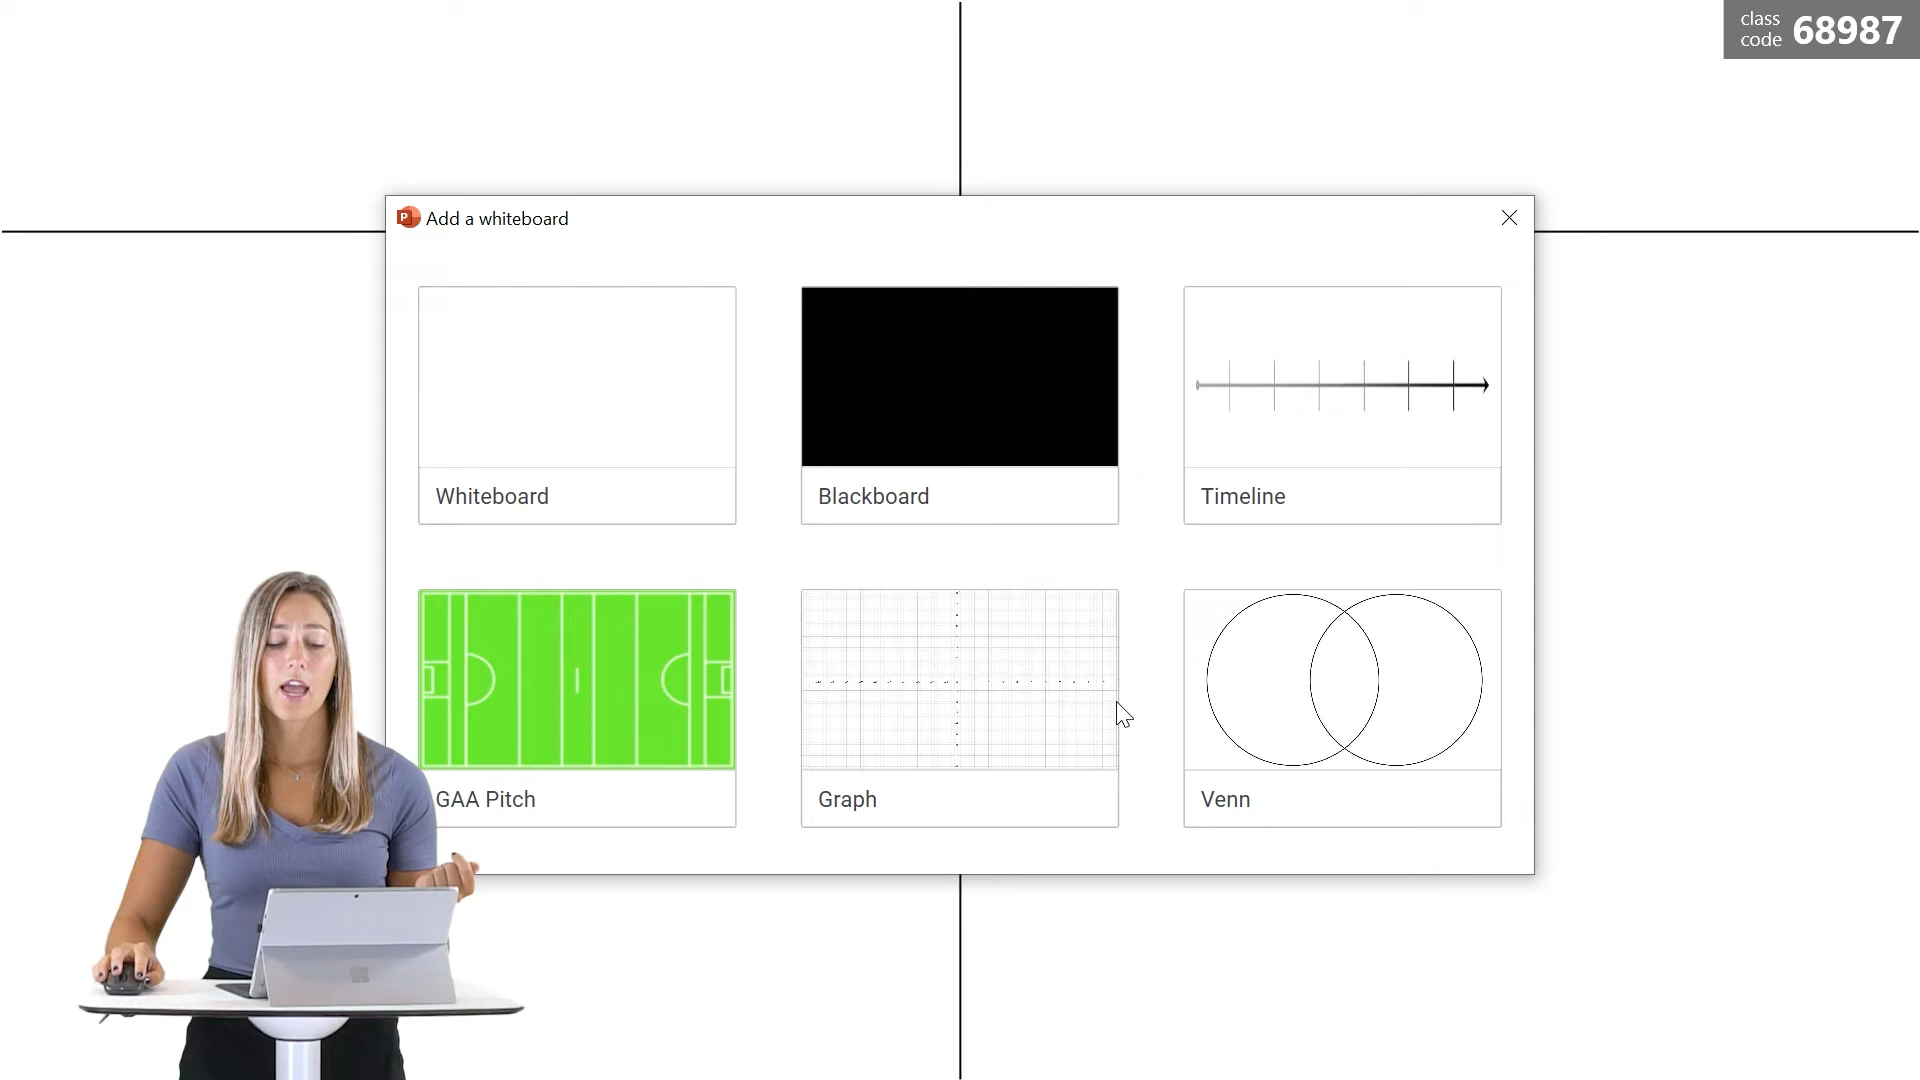 class
code 68987
P Add a whiteboard
Whiteboard
Blackboard
Timeline
GAA Pitch
Graph
Venn